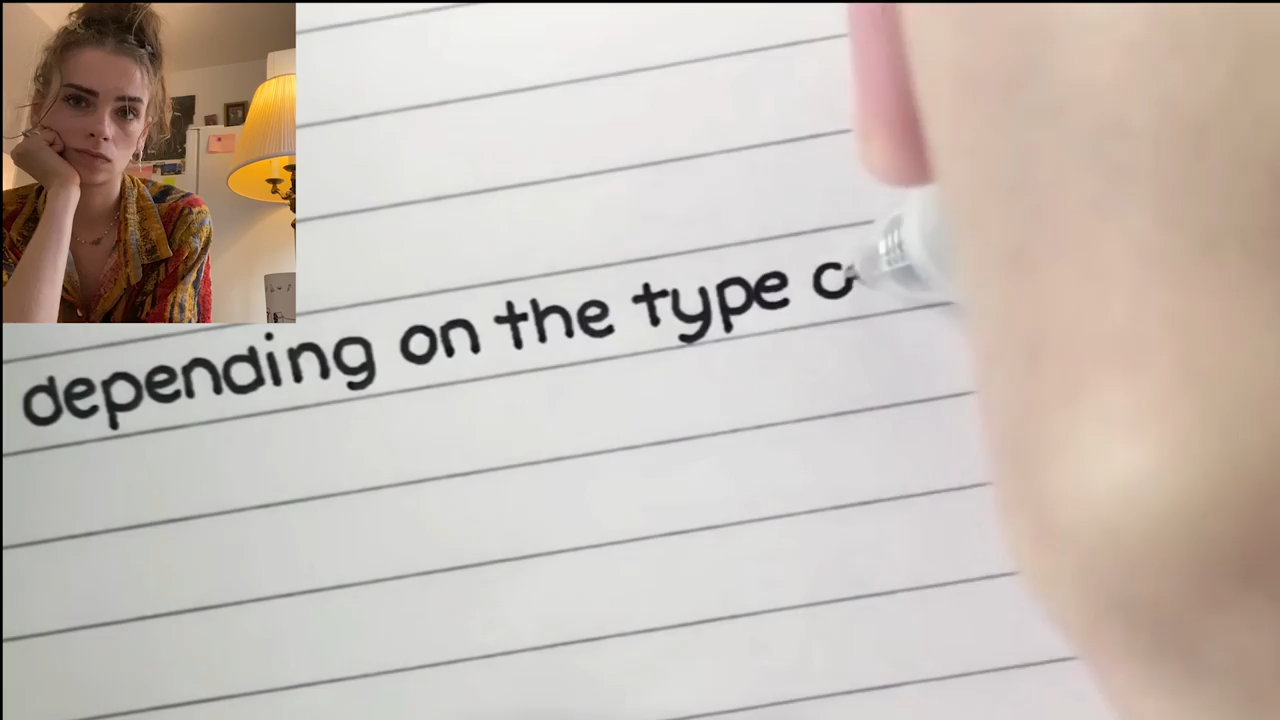 depending on the type